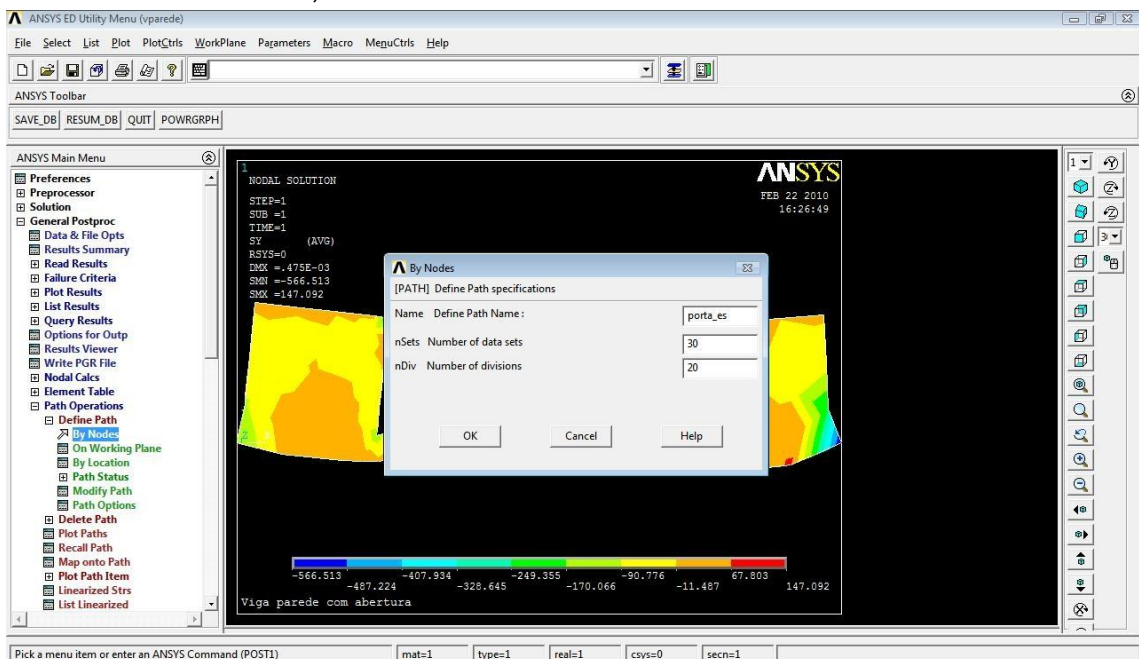 ANSYS ED Utility Menu (vparede)
File Select List Plot PlotCtrls WorkPlane Parameters Macro MenuCtrls Help
ANSYS Toolbar
SAVE_DB RESUM_DB QUIT POWRGRPH
ANSYS Main Menu
Preferences
Preprocessor
Solution
General Postproc
Data & File Opts
Results Summary
Read Results
Failure Criteria
Plot Results
List Results
Query Results
Options for Outp
Results Viewer
Write PGR File
Nodal Calcs
Element Table
Path Operations
Define Path
By Nodes
On Working Plane
By Location
Path Status
Modify Path
Path Options
Delete Path
Plot Paths
Recall Path
Map onto Path
Plot Path Item
Linearized Strs
List Linearized
1
NODAL SOLUTION
STEP=1
SUB =1
TIME=1
SY (AVG)
RSYS=0
DMX =.475E-03
SMN =-566.513
SMX =147.092
ANSYS
FEB 22 2010
16:26:49
By Nodes
[PATH] Define Path specifications
Name Define Path Name : porta_es
nSets Number of data sets 30
nDiv Number of divisions 20
OK Cancel Help
-566.513 -407.934 -249.355 -90.776 67.803
-487.224 -328.645 -170.066 -11.487 147.092
Viga parede com abertura
1
Pick a menu item or enter an ANSYS Command (POST1) mat=1 type=1 real=1 csys=0 secn=1